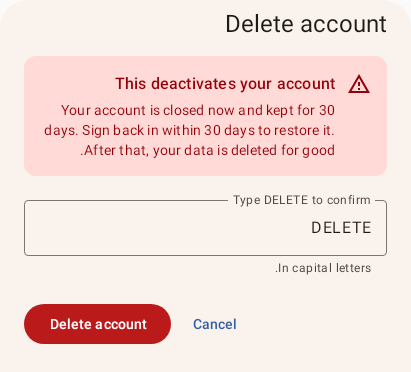 Delete account
This deactivates your account
Your account is closed now and kept for 30
days. Sign back in within 30 days to restore it.
.After that, your data is deleted for good
Type DELETE to confirm
DELETE
.In capital letters
Delete account
Cancel